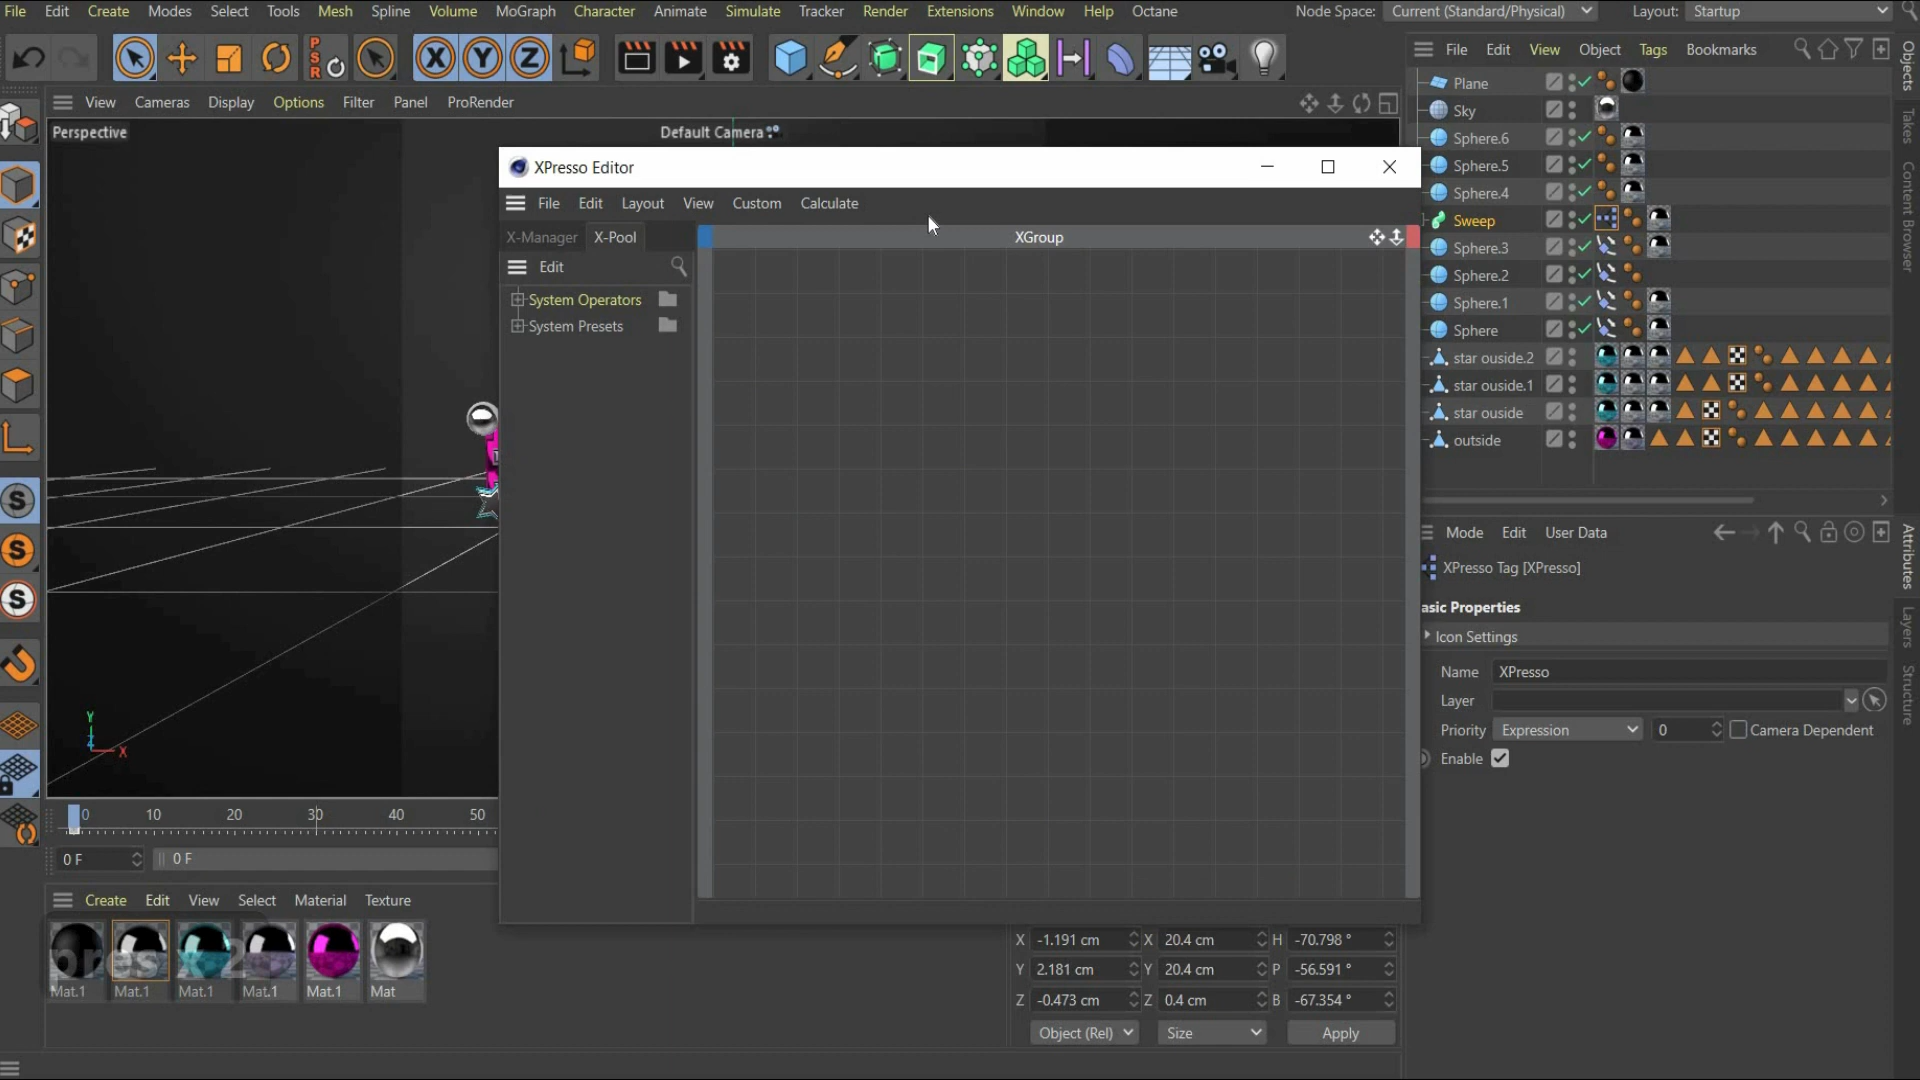 File Edit Create Modes Select Tools Mesh Spline Volume MoGraph Character Animate Simulate Tracker Render Extensions Window Help Octane Node Space: Current (Standard/Physical) Layout: Startup
P S R X Y Z
File Edit View Object Tags Bookmarks
View Cameras Display Options Filter Panel ProRender
Perspective
Default Camera
XPresso Editor
File Edit Layout View Custom Calculate
X-Manager X-Pool
XGroup
Edit
System Operators
System Presets
Plane
Sky
Sphere.6
Sphere.5
Sphere.4
Sweep
Sphere.3
Sphere.2
Sphere.1
Sphere
star ouside.2
star ouside.1
star ouside
outside
Objects
Takes
Content Browser
Mode Edit User Data
XPresso Tag [XPresso]
asic Properties
Icon Settings
Name XPresso
Layer
Priority Expression 0 Camera Dependent
Enable
Attributes
Layers
Structure
S
S
S
Y
Z
X
0 10 20 30 40 50
0 F 0 F
Create Edit View Select Material Texture
pres x 2
Mat.1 Mat.1 Mat.1 Mat.1 Mat.1 Mat
X -1.191 cm X 20.4 cm H -70.798 °
Y 2.181 cm Y 20.4 cm P -56.591 °
Z -0.473 cm Z 0.4 cm B -67.354 °
Object (Rel) Size Apply